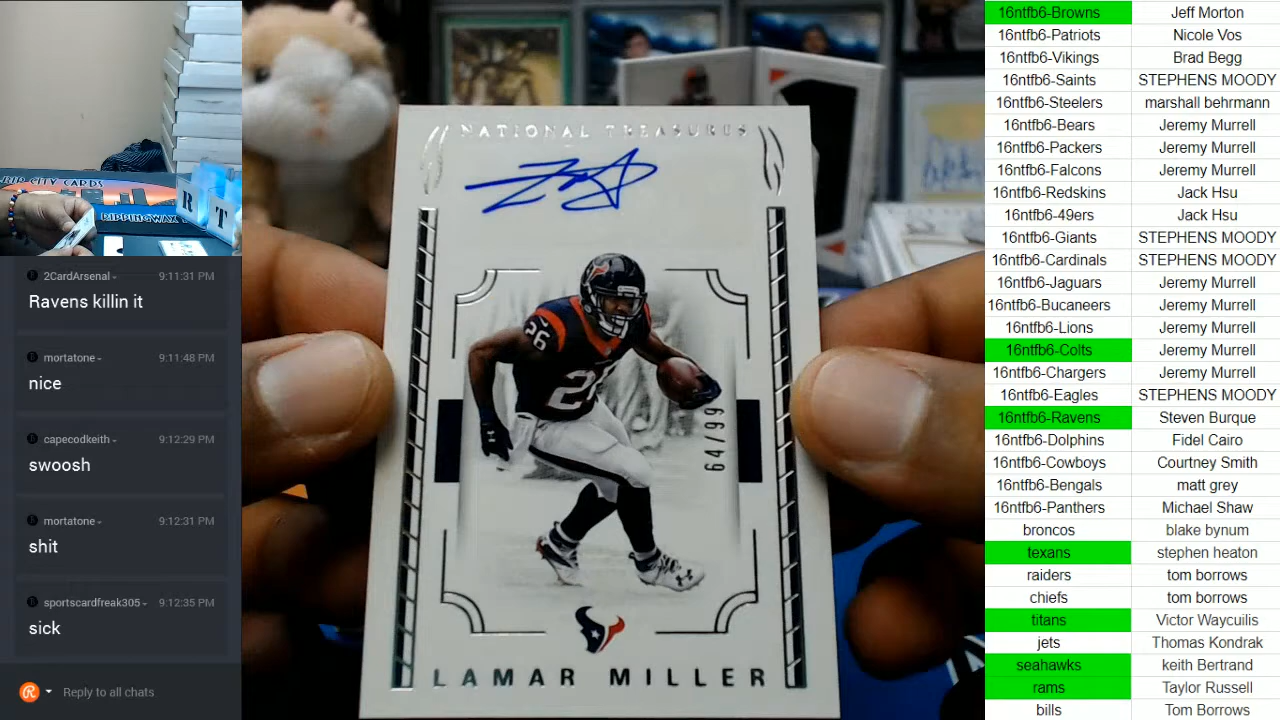 RIP CITY CARDS
RIPPINGWAX
R T
2CardArsenal 9:11:31 PM
Ravens killin it
mortatone 9:11:48 PM
nice
capecodkeith 9:12:29 PM
swoosh
mortatone 9:12:31 PM
shit
sportscardfreak305 9:12:35 PM
sick
Reply to all chats
NATIONAL TREASURES
26
64/99
LAMAR MILLER
16ntfb6-Browns Jeff Morton
16ntfb6-Patriots Nicole Vos
16ntfb6-Vikings Brad Begg
16ntfb6-Saints STEPHENS MOODY
16ntfb6-Steelers marshall behrmann
16ntfb6-Bears Jeremy Murrell
16ntfb6-Packers Jeremy Murrell
16ntfb6-Falcons Jeremy Murrell
16ntfb6-Redskins Jack Hsu
16ntfb6-49ers Jack Hsu
16ntfb6-Giants STEPHENS MOODY
16ntfb6-Cardinals STEPHENS MOODY
16ntfb6-Jaguars Jeremy Murrell
16ntfb6-Bucaneers Jeremy Murrell
16ntfb6-Lions Jeremy Murrell
16ntfb6-Colts Jeremy Murrell
16ntfb6-Chargers Jeremy Murrell
16ntfb6-Eagles STEPHENS MOODY
16ntfb6-Ravens Steven Burque
16ntfb6-Dolphins Fidel Cairo
16ntfb6-Cowboys Courtney Smith
16ntfb6-Bengals matt grey
16ntfb6-Panthers Michael Shaw
broncos blake bynum
texans stephen heaton
raiders tom borrows
chiefs tom borrows
titans Victor Waycuilis
jets Thomas Kondrak
seahawks keith Bertrand
rams Taylor Russell
bills Tom Borrows